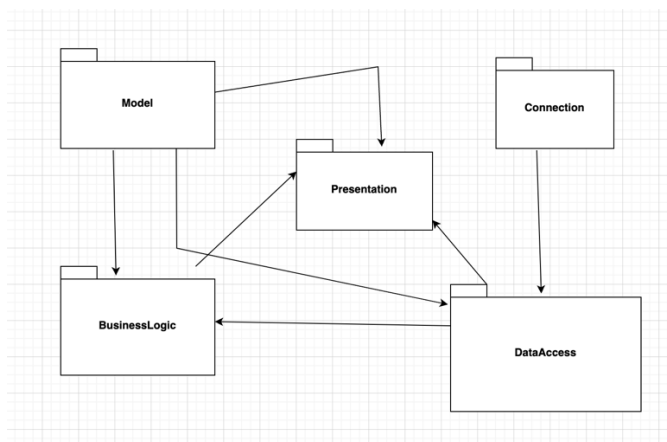 Model
Connection
Presentation
BusinessLogic
DataAccess